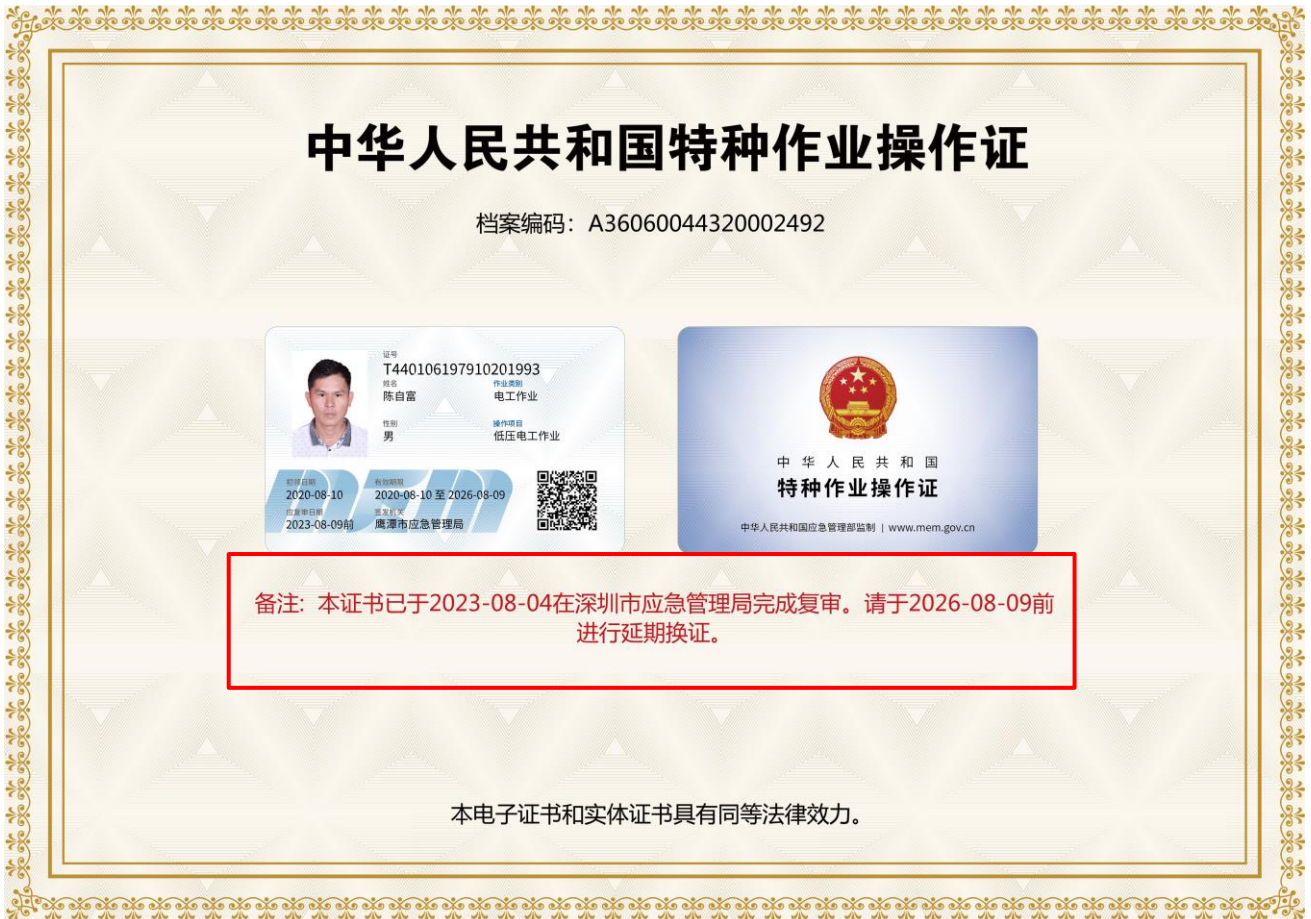 中华人民共和国特种作业操作证
档案编码：A36060044320002492
证号
T440106197910201993
姓名
陈自富
作业类别
电工作业
性别
男
操作项目
低压电工作业
初领日期
2020-08-10
有效期限
2020-08-10 至 2026-08-09
应复审日期
2023-08-09前
签发机关
鹰潭市应急管理局
中华人民共和国
特种作业操作证
中华人民共和国应急管理部监制 | www.mem.gov.cn
备注: 本证书已于2023-08-04在深圳市应急管理局完成复审。请于2026-08-09前
进行延期换证。
本电子证书和实体证书具有同等法律效力。